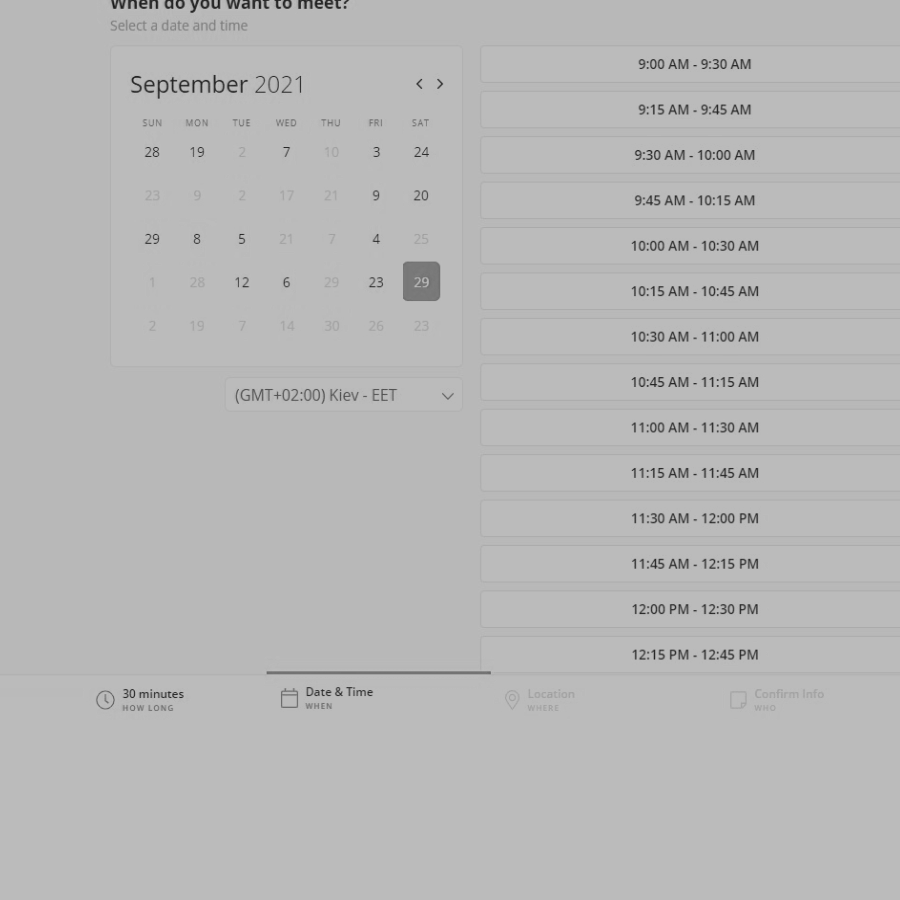 When do you want to meet?
Select a date and time
September 2021
SUN MON TUE WED THU FRI SAT
28 19 2 7 10 3 24
23 9 2 17 21 9 20
29 8 5 21 7 4 25
1 28 12 6 29 23 29
2 19 7 14 30 26 23
(GMT+02:00) Kiev - EET
9:00 AM - 9:30 AM
9:15 AM - 9:45 AM
9:30 AM - 10:00 AM
9:45 AM - 10:15 AM
10:00 AM - 10:30 AM
10:15 AM - 10:45 AM
10:30 AM - 11:00 AM
10:45 AM - 11:15 AM
11:00 AM - 11:30 AM
11:15 AM - 11:45 AM
11:30 AM - 12:00 PM
11:45 AM - 12:15 PM
12:00 PM - 12:30 PM
12:15 PM - 12:45 PM
30 minutes
HOW LONG
Date & Time
WHEN
Location
WHERE
Confirm Info
WHO